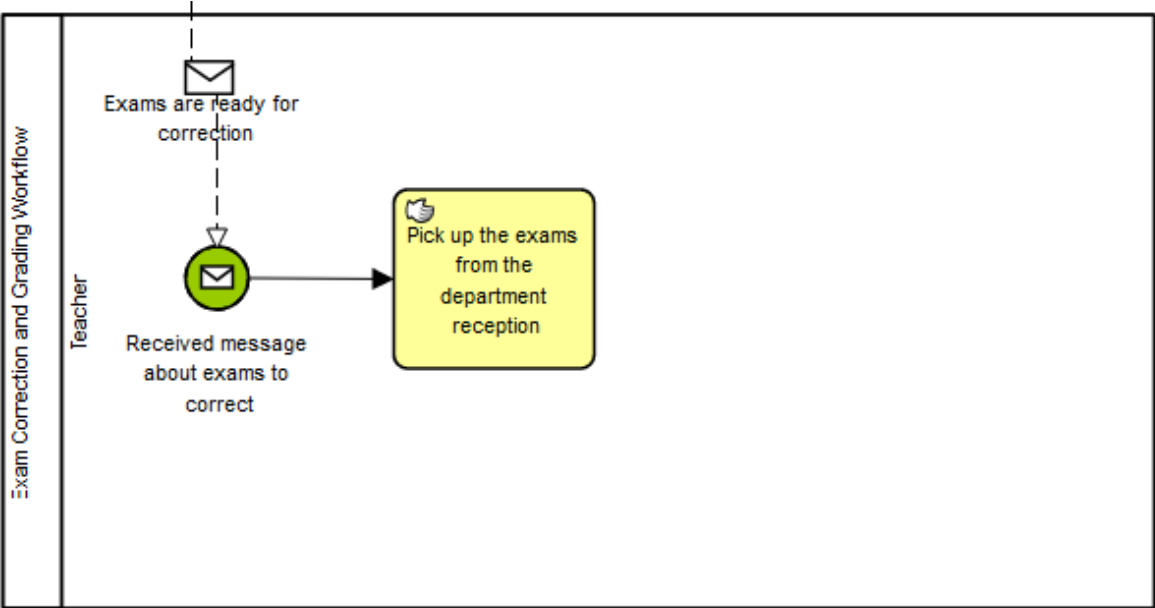 Exam Correction and Grading Workflow
Teacher
Exams are ready for
correction
Received message
about exams to
correct
Pick up the exams
from the
department
reception